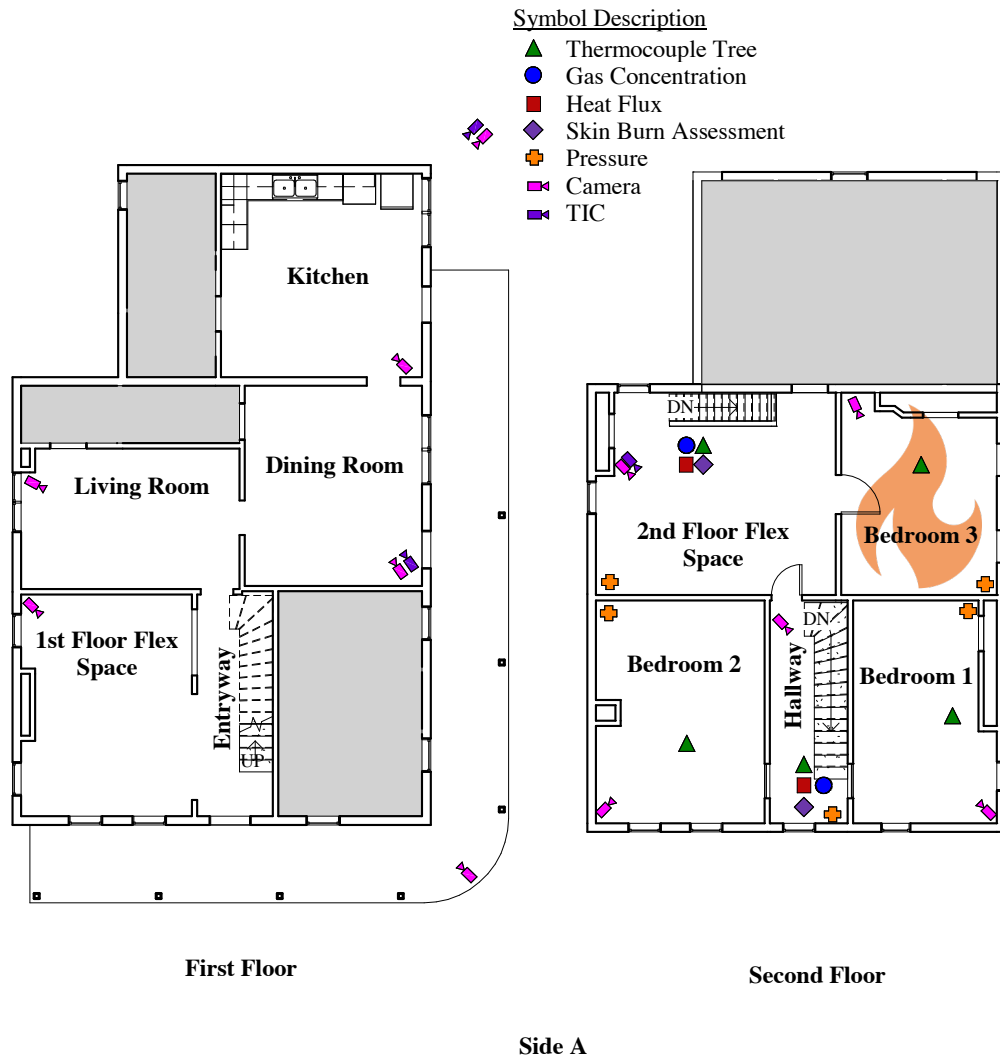 Symbol Description
Thermocouple Tree
Gas Concentration
Heat Flux
Skin Burn Assessment
Pressure
Camera
TIC
Kitchen
Dining Room
Living Room
1st Floor Flex
Space
Entryway
UP
DN
2nd Floor Flex
Space
Bedroom 3
DN
Bedroom 2
Hallway
Bedroom 1
First Floor
Second Floor
Side A